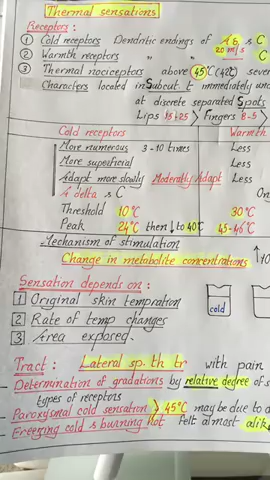 Thermal sensations
Receptors:
① Cold receptors Dendritic endings of Aδ & C
20 m/s
② Warmth receptors " " C
③ Thermal nociceptors above 45°C (42C) seve
Characters located in Subcut t immediately und
at discrete separated Spots
Lips 15-25 > Fingers 3-5 >
Cold receptors Warmth
More numerous 3-10 times Less
More superficial Less
Adapt more slowly Moderatly Adapt Less
A delta & C On
Threshold 10°C 30°C
Peak 24°C then ↓ to 40°C 45-46°C
Mechanism of stimulation
Change in metabolite concentrations
Sensation depends on:
1 Original skin tempration
2 Rate of temp changes
3 Area exposed.
cold
Tract: Lateral sp. th tr with pain
Determination of gradations by relative degree of s
types of receptors
Paroxysmal cold sensation > 45°C may be due to a
Freezing cold & burning hot felt almost alik